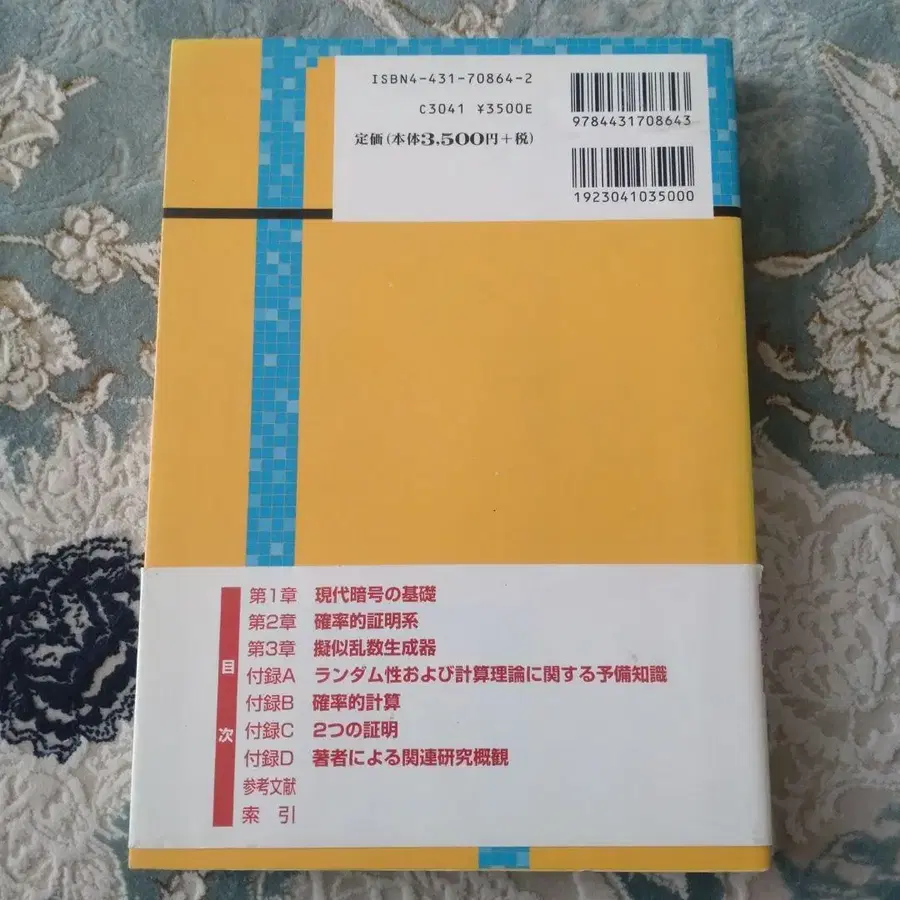 ISBN4-431-70864-2
C3041 ¥3500E
定価(本体3,500円+税)
9784431708643
1923041035000
目次
第1章 現代暗号の基礎
第2章 確率的証明系
第3章 擬似乱数生成器
付録A ランダム性および計算理論に関する予備知識
付録B 確率的計算
付録C 2つの証明
付録D 著者による関連研究概観
参考文献
索 引